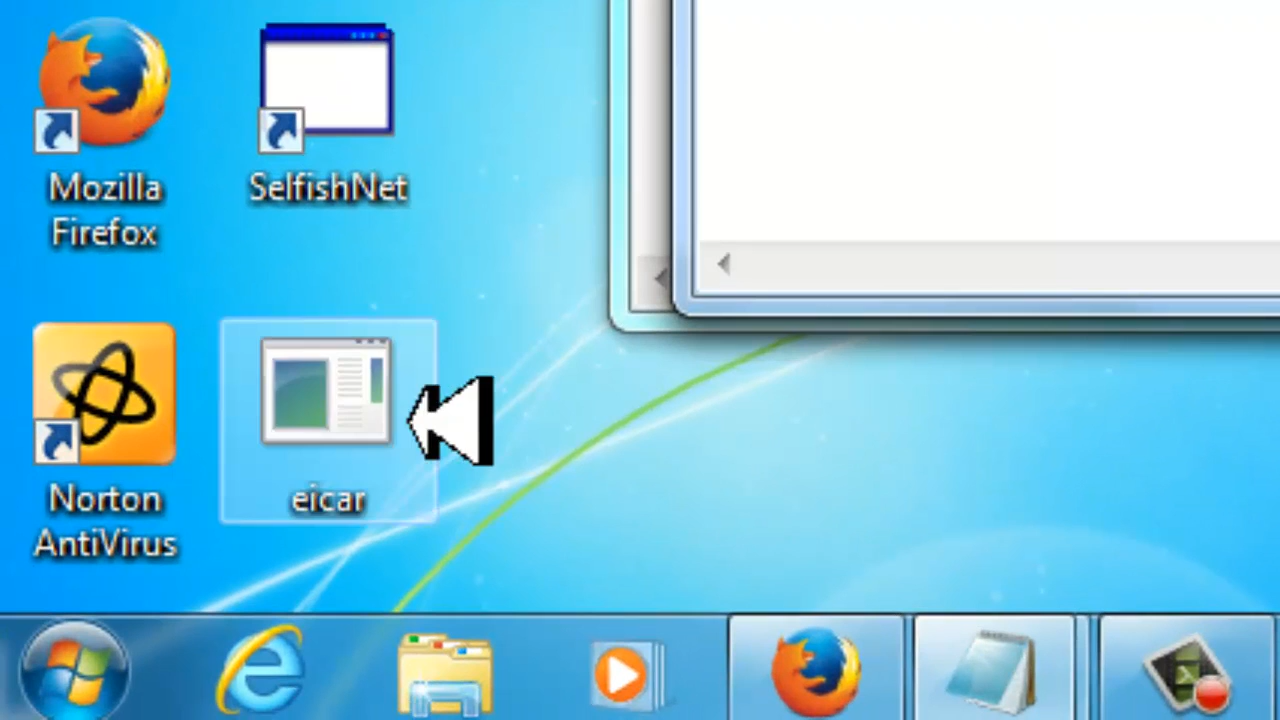 Mozilla
Firefox
SelfishNet
Norton
AntiVirus
eicar